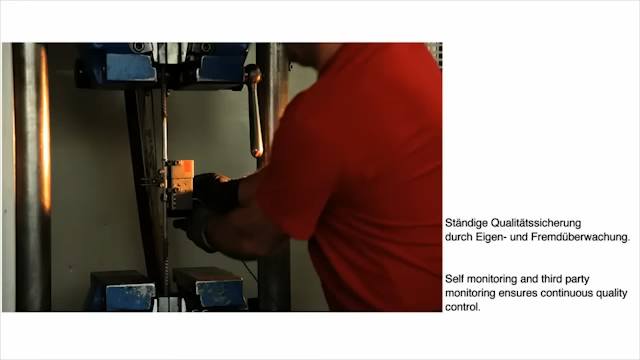 Ständige Qualitätssicherung
durch Eigen- und Fremdüberwachung.
Self monitoring and third party
monitoring ensures continuous quality
control.